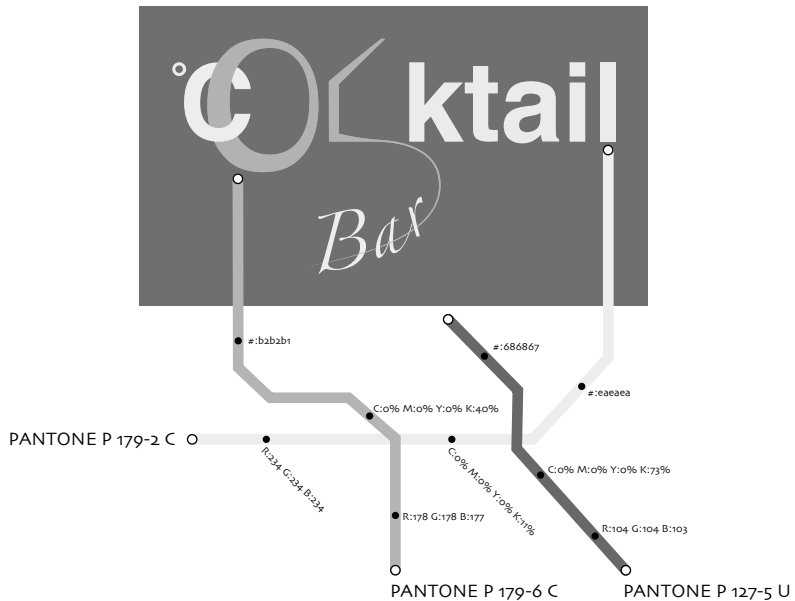 °COcktail
Bar
#:b2b2b1
#:686867
#:eaeaea
C:0% M:0% Y:0% K:40%
PANTONE P 179-2 C
R:234 G:234 B:234
C:0% M:0% Y:0% K:11%
C:0% M:0% Y:0% K:73%
R:178 G:178 B:177
R:104 G:104 B:103
PANTONE P 179-6 C
PANTONE P 127-5 U